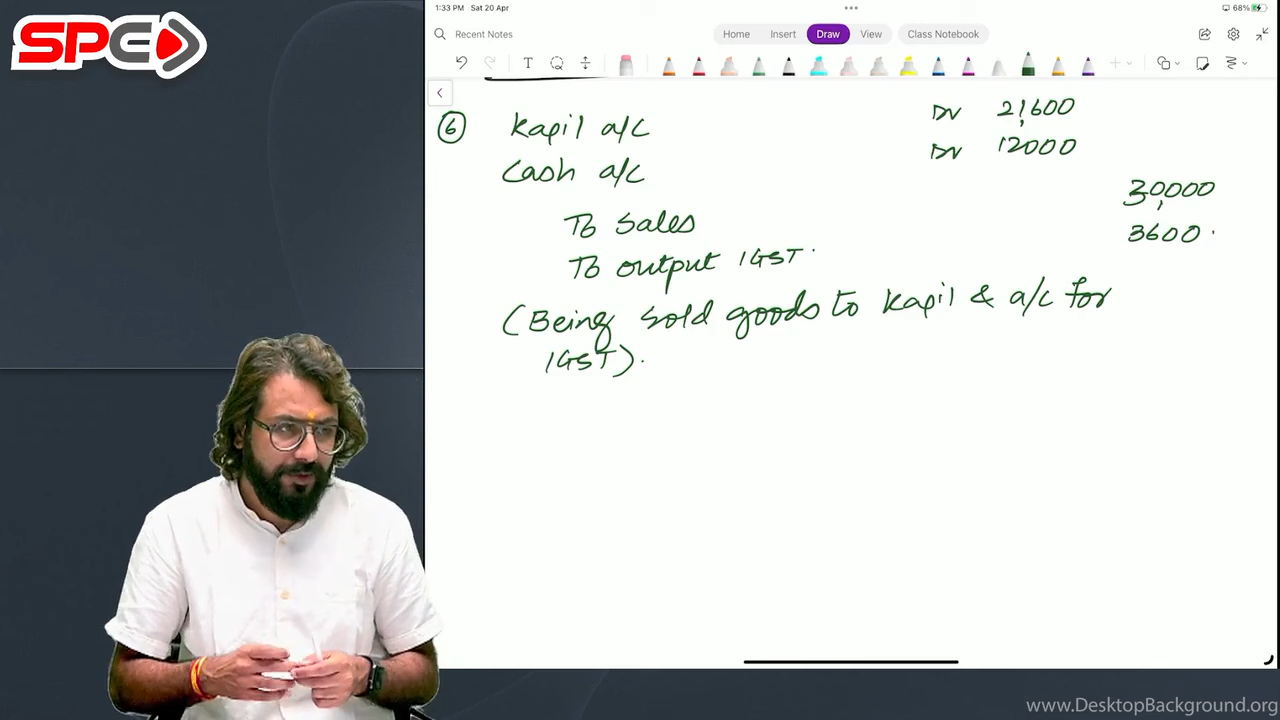 SPE
1:33 PM Sat 20 Apr
68%
Recent Notes
Home Insert Draw View Class Notebook
T
6 Kapil a/c Dr 21,600
Cash a/c Dr 12000
To Sales 30,000
To output IGST 3600
(Being sold goods to Kapil & a/c for
IGST).
www.DesktopBackground.org